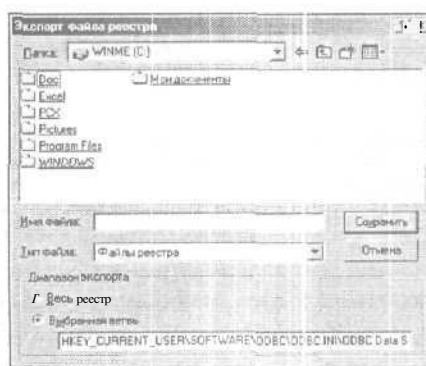 Экспорт файла реестра
Папка: WINME (C:)
Doc
Excel
PCX
Pictures
Program Files
WINDOWS
Мои документы
Имя файла: Сохранить
Тип файла: Файлы реестра Отмена
Диапазон экспорта
Весь реестр
Выбранная ветвь
HKEY_CURRENT_USER\SOFTWARE\ODBC\ODBC.INI\ODBC Data S